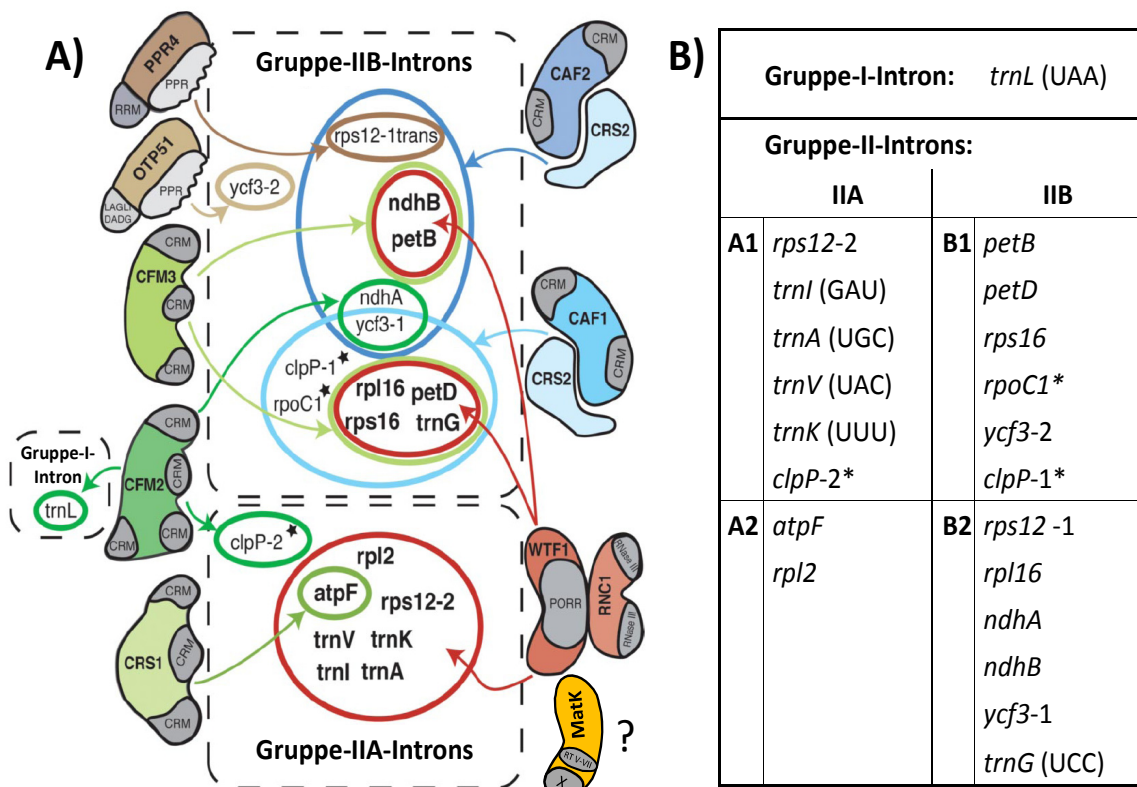 A)
Gruppe-IIB-Introns
PPR4
PPR
RRM
OTP51
PPR
LAGLI
DADG
CRM
CFM3
CRM
CRM
CRM
CFM2
CRM
CRM
CRM
Gruppe-I-
Intron
trnL
CRM
CRS1
CRM
CRM
rps12-1trans
ycf3-2
ndhB
petB
ndhA
ycf3-1
clpP-1★
rpoC1★
rpl16 petD
rps16 trnG
clpP-2★
rpl2
atpF
rps12-2
trnV trnK
trnI trnA
Gruppe-IIA-Introns
CRM
CAF2
CRM
CRS2
CRM
CAF1
CRM
CRS2
WTF1
PORR
RNC1
RNase III
RNase III
MatK
RT V-VII
X
?
B)
Gruppe-I-Intron: trnL (UAA)
Gruppe-II-Introns:
IIA IIB
A1 rps12-2
trnI (GAU)
trnA (UGC)
trnV (UAC)
trnK (UUU)
clpP-2*
B1 petB
petD
rps16
rpoC1*
ycf3-2
clpP-1*
A2 atpF
rpl2
B2 rps12 -1
rpl16
ndhA
ndhB
ycf3-1
trnG (UCC)